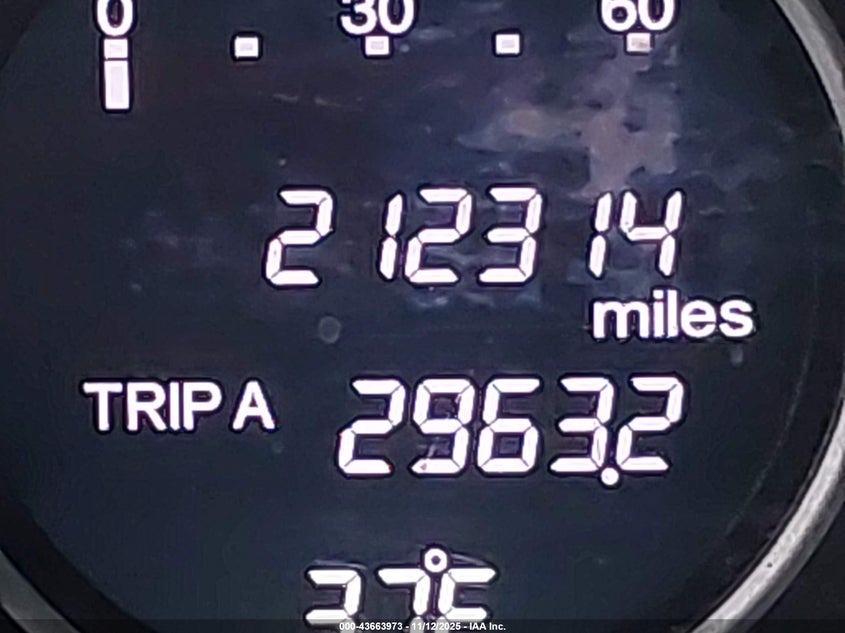 0 30 60
212314
miles
TRIP A 2963.2
000-43663973 - 11/12/2025 - IAA Inc.